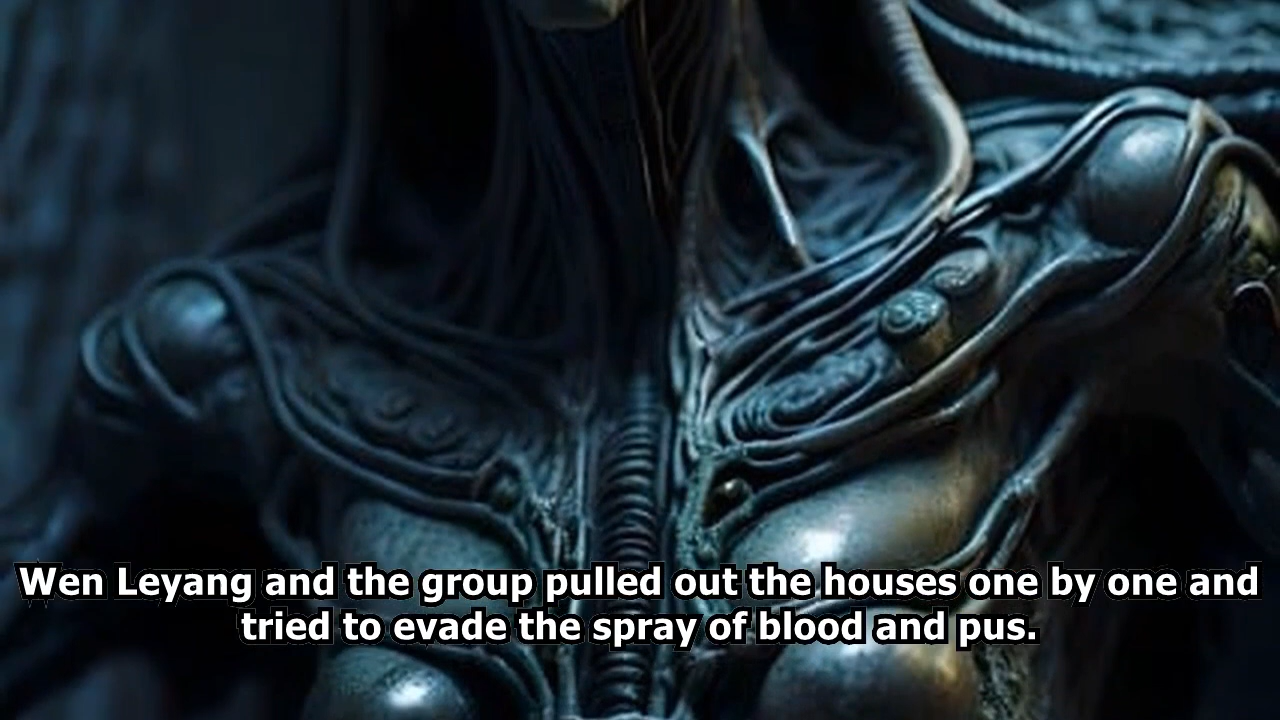 Wen Leyang and the group pulled out the houses one by one and
tried to evade the spray of blood and pus.